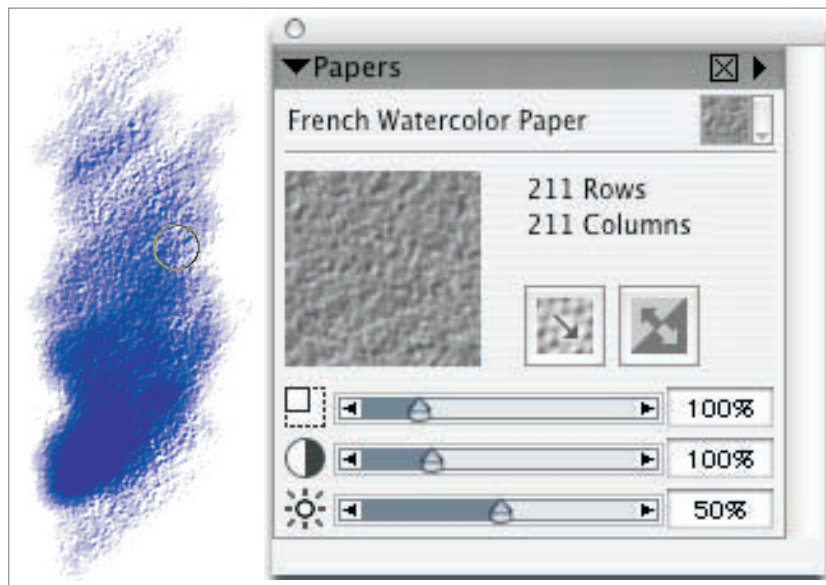 Papers
French Watercolor Paper
211 Rows
211 Columns
100%
100%
50%